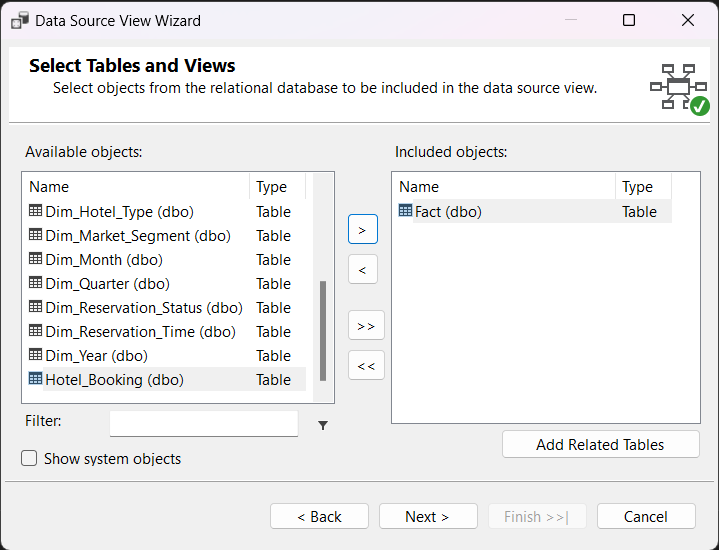 Data Source View Wizard
Select Tables and Views
Select objects from the relational database to be included in the data source view.
Available objects:
Name Type
Dim_Hotel_Type (dbo) Table
Dim_Market_Segment (dbo) Table
Dim_Month (dbo) Table
Dim_Quarter (dbo) Table
Dim_Reservation_Status (dbo) Table
Dim_Reservation_Time (dbo) Table
Dim_Year (dbo) Table
Hotel_Booking (dbo) Table
Filter:
Show system objects
>
<
>>
<<
Included objects:
Name Type
Fact (dbo) Table
Add Related Tables
< Back Next > Finish >>| Cancel